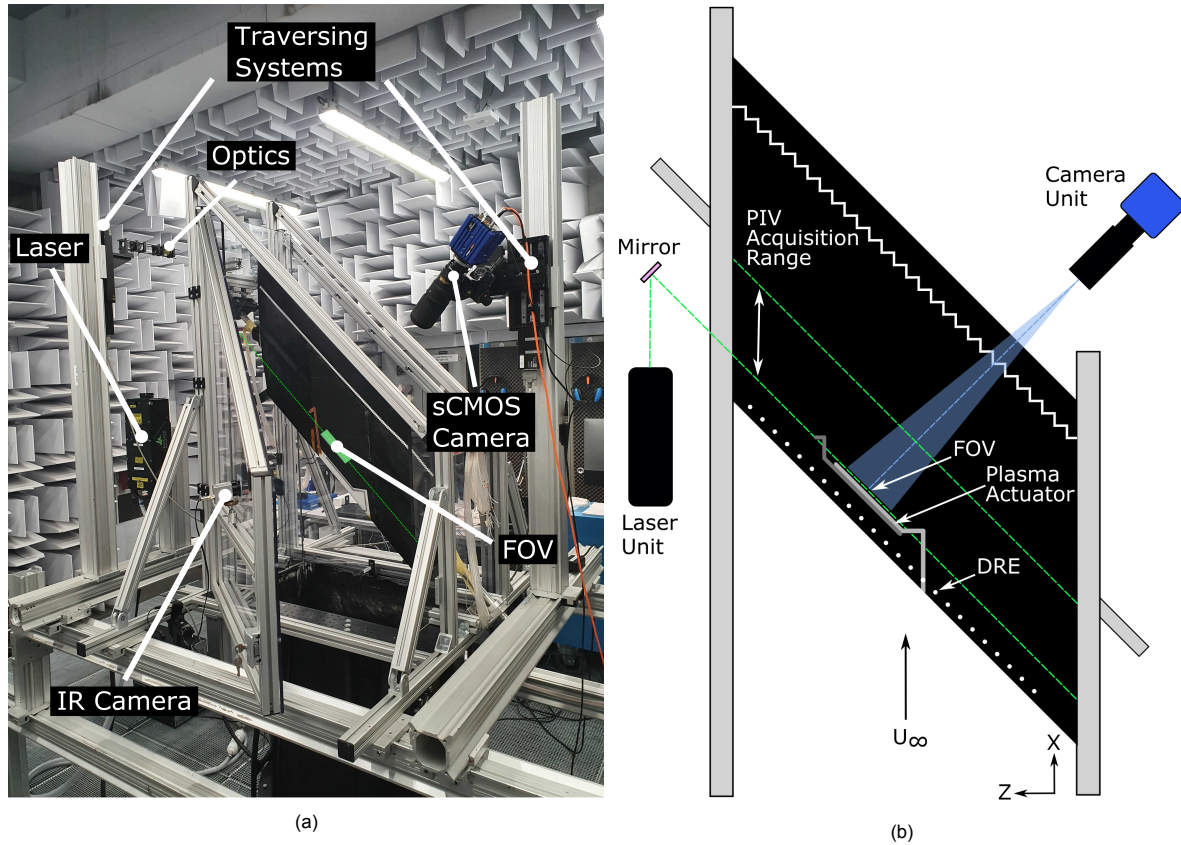 Traversing
Systems
Optics
Laser
sCMOS
Camera
FOV
IR Camera
(a)
Camera
Unit
PIV
Acquisition
Range
Mirror
FOV
Plasma
Actuator
Laser
Unit
DRE
U∞
X
Z
(b)